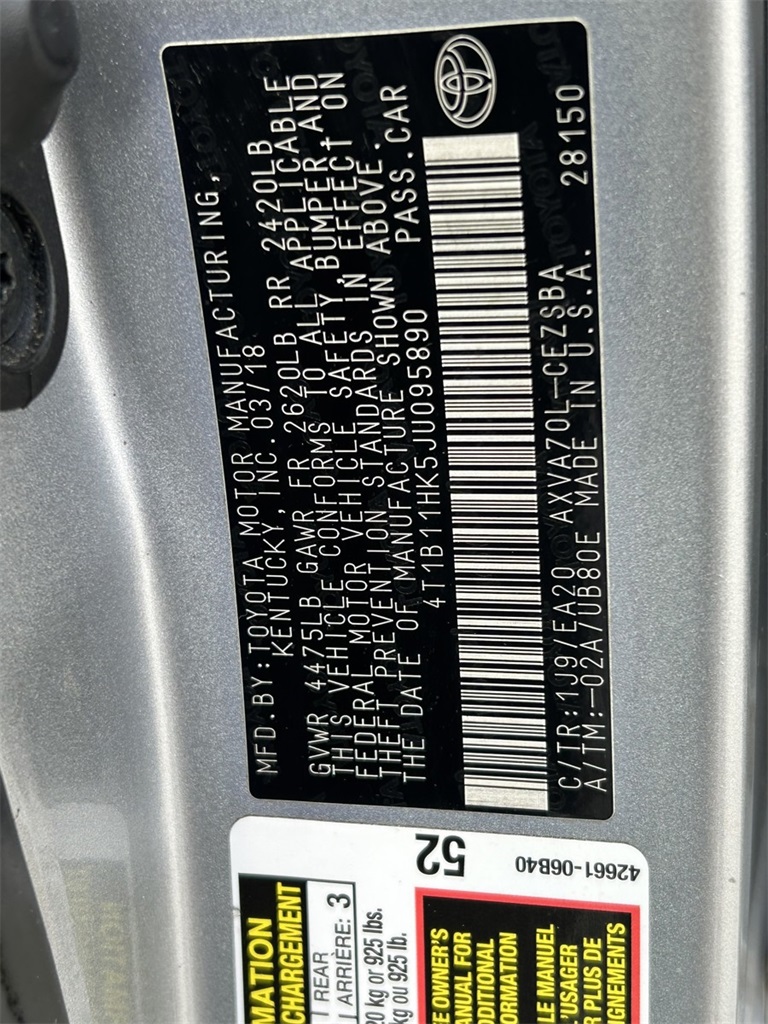 MFD.BY:TOYOTA MOTOR MANUFACTURING,
KENTUCKY, INC. 03/18
GVWR 4475LB GAWR FR 2620LB RR 2420LB
THIS VEHICLE CONFORMS TO ALL APPLICABLE
FEDERAL MOTOR VEHICLE SAFETY, BUMPER, AND
THEFT PREVENTION STANDARDS IN EFFECT ON
THE DATE OF MANUFACTURE SHOWN ABOVE.
4T1B11HK5JU095890 PASS.CAR
C/TR:1J9/EA20 AXVA70L-CEZSBA 28150
A/TM:-02A/UB80E MADE IN U.S.A.
52
42661-06B40
MATION
CHARGEMENT
REAR
ARRIÈRE: 3
20 kg or 925 lbs.
kg ou 925 lb.
OWNER'S
MANUAL FOR
ORMATION
LE MANUEL
'USAGER
R PLUS DE
IGNEMENTS